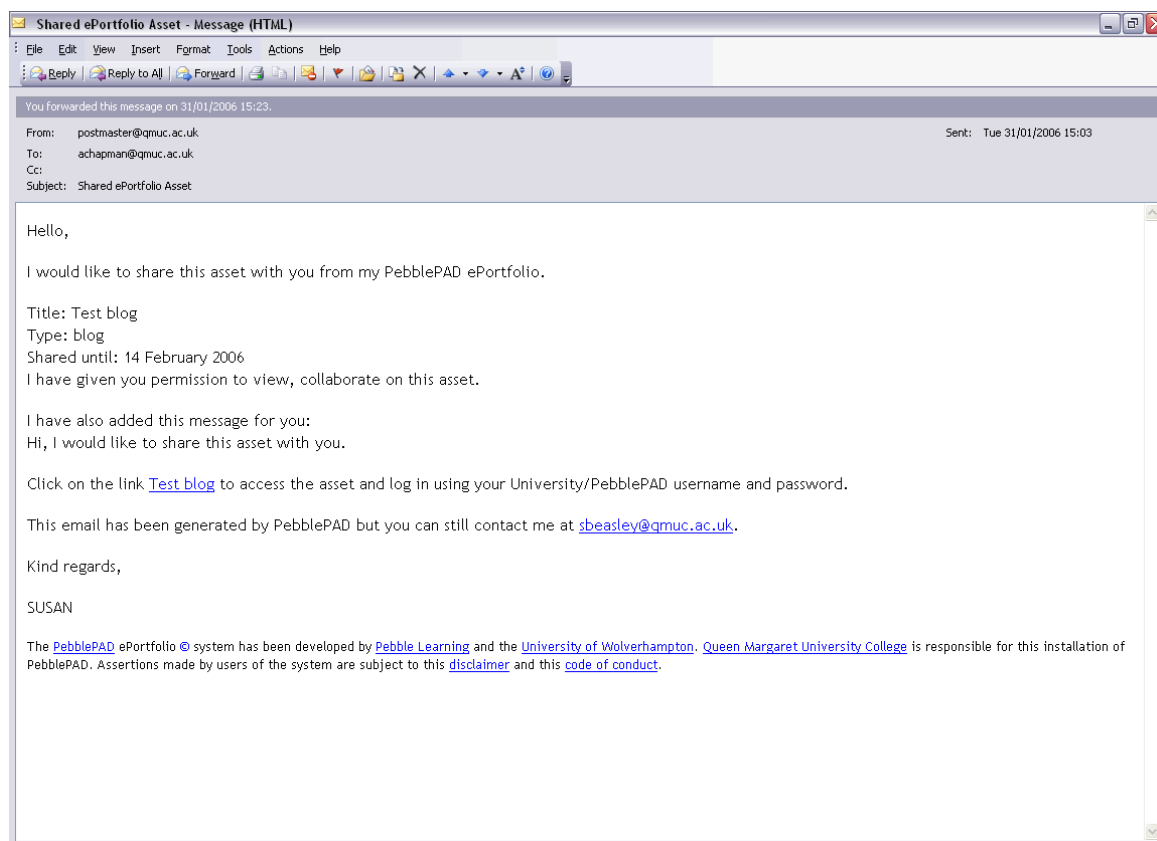 Shared ePortfolio Asset - Message (HTML)
File Edit View Insert Format Tools Actions Help
Reply Reply to All Forward
You forwarded this message on 31/01/2006 15:23.
From: postmaster@qmuc.ac.uk Sent: Tue 31/01/2006 15:03
To: achapman@qmuc.ac.uk
Cc:
Subject: Shared ePortfolio Asset
Hello,
I would like to share this asset with you from my PebblePAD ePortfolio.
Title: Test blog
Type: blog
Shared until: 14 February 2006
I have given you permission to view, collaborate on this asset.
I have also added this message for you:
Hi, I would like to share this asset with you.
Click on the link Test blog to access the asset and log in using your University/PebblePAD username and password.
This email has been generated by PebblePAD but you can still contact me at sbeasley@qmuc.ac.uk.
Kind regards,
SUSAN
The PebblePAD ePortfolio © system has been developed by Pebble Learning and the University of Wolverhampton. Queen Margaret University College is responsible for this installation of
PebblePAD. Assertions made by users of the system are subject to this disclaimer and this code of conduct.